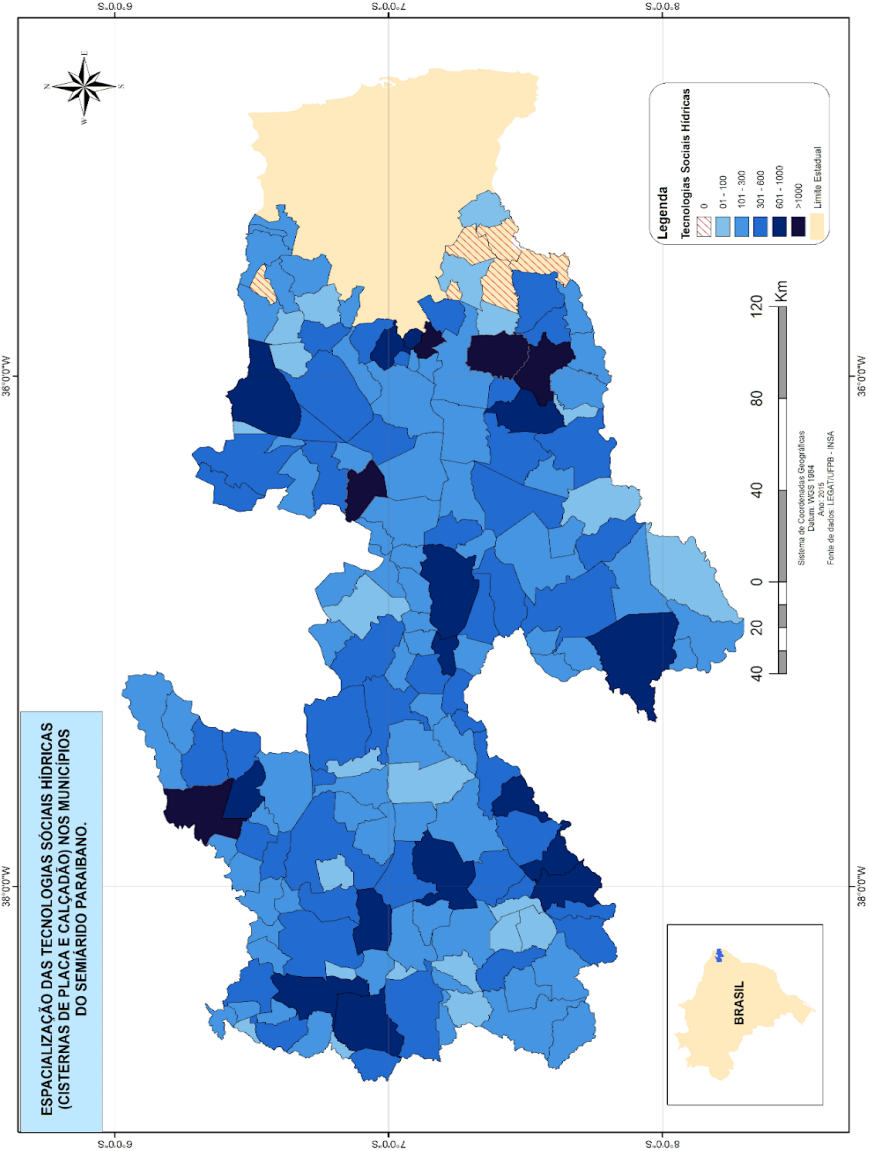 ESPACIALIZAÇÃO DAS TECNOLOGIAS SÓCIAIS HÍDRICAS
(CISTERNAS DE PLACA E CALÇADÃO) NOS MUNICÍPIOS
DO SEMIÁRIDO PARAIBANO.
38°0'0"W
36°0'0"W
N
E
S
W
6°0'0"S
6°0'0"S
7°0'0"S
7°0'0"S
8°0'0"S
8°0'0"S
BRASIL
40 20 0 40 80 120
Km
Sistema de Coordenadas Geográficas
Datum: WGS 1984
Ano: 2015
Fonte de dados: LEGAT/UFPB - INSA
Legenda
Tecnologias Sociais Hídricas
0
01 - 100
101 - 300
301 - 600
601 - 1000
>1000
Limite Estadual
38°0'0"W
36°0'0"W